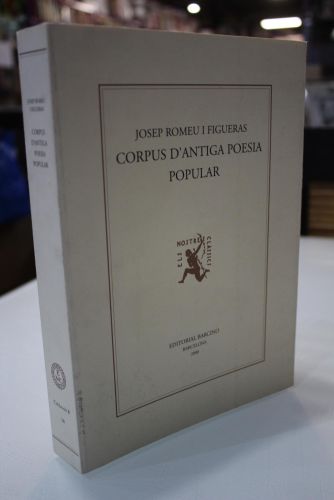 JOSEP ROMEU I FIGUERAS
CORPUS D'ANTIGA POESIA
POPULAR
ELS NOSTRES CLÀSSICS
EDITORIAL BARCINO
BARCELONA
2000
JOSEP ROMEU
I FIGUERAS
CORPUS
D'ANTIGA
POESIA
POPULAR